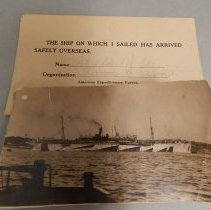 THE SHIP ON WHICH I SAILED HAS ARRIVED
SAFELY OVERSEAS.
Name
Organization
American Expeditionary Forces.